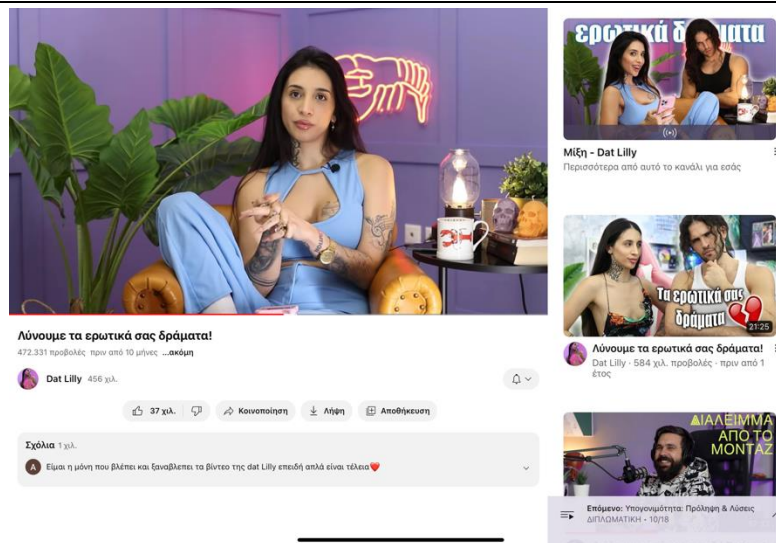 Λύνουμε τα ερωτικά σας δράματα!
472.331 προβολές πριν από 10 μήνες ...ακόμη
Dat Lilly 456 χιλ.
37 χιλ. Κοινοποίηση Λήψη Αποθήκευση
Σχόλια 1 χιλ.
A Είμαι η μόνη που βλέπει και ξαναβλεπει τα βίντεο της dat Lilly επειδή απλά είναι τέλεια❤️
Μίξη - Dat Lilly
Περισσότερα από αυτό το κανάλι για εσάς
Τα ερωτικά σας
δράματα
21:25
Λύνουμε τα ερωτικά σας δράματα!
Dat Lilly · 584 χιλ. προβολές · πριν από 1
έτος
ΔΙΑΛΕΙΜΜΑ
ΑΠΟ ΤΟ
ΜΟΝΤΑΖ
Επόμενο: Υπογονιμότητα: Πρόληψη & Λύσεις
ΔΙΠΛΩΜΑΤΙΚΗ • 10/18